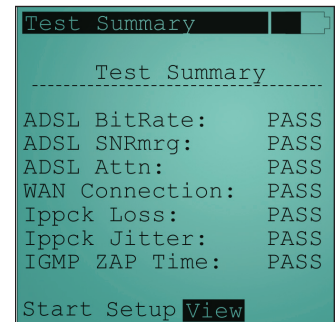 Test Summary
Test Summary
ADSL BitRate: PASS
ADSL SNRmrg: PASS
ADSL Attn: PASS
WAN Connection: PASS
Ippck Loss: PASS
Ippck Jitter: PASS
IGMP ZAP Time: PASS
Start Setup View